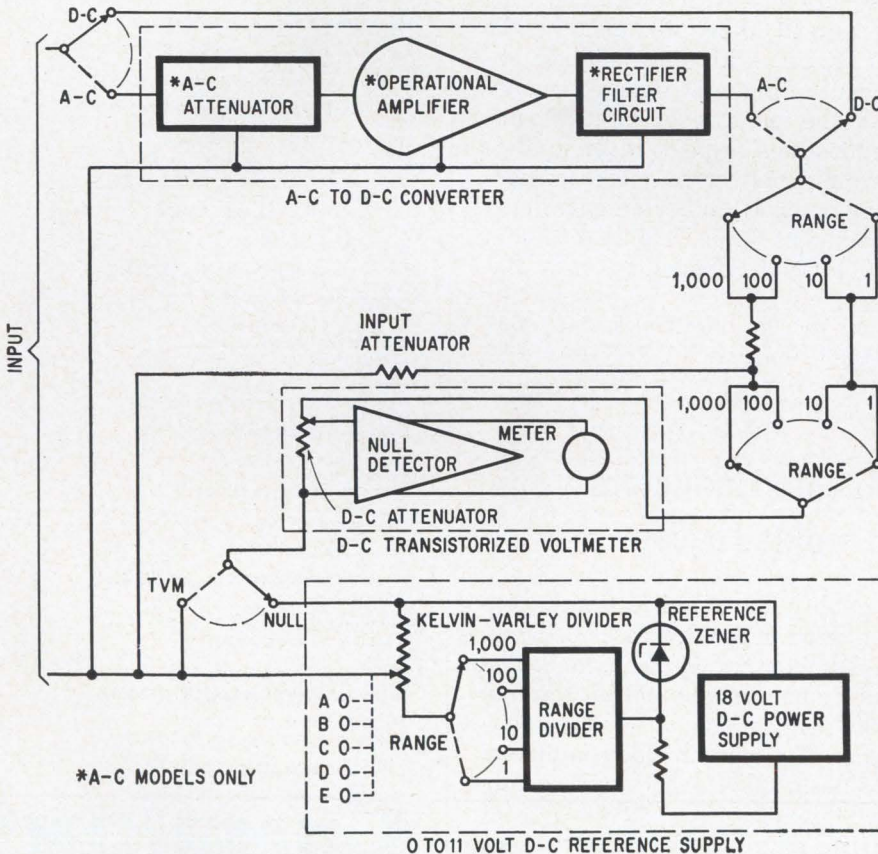 D-C
A-C
*A-C
ATTENUATOR
*OPERATIONAL
AMPLIFIER
*RECTIFIER
FILTER
CIRCUIT
A-C
D-C
A-C TO D-C CONVERTER
RANGE
1,000
100
10
1
INPUT
INPUT
ATTENUATOR
1,000
100
10
1
RANGE
NULL
DETECTOR
METER
D-C ATTENUATOR
D-C TRANSISTORIZED VOLTMETER
TVM
NULL
KELVIN-VARLEY DIVIDER
REFERENCE
ZENER
1,000
100
10
1
RANGE
RANGE
DIVIDER
18 VOLT
D-C POWER
SUPPLY
A O
B O
C O
D O
E O
*A-C MODELS ONLY
0 TO 11 VOLT D-C REFERENCE SUPPLY